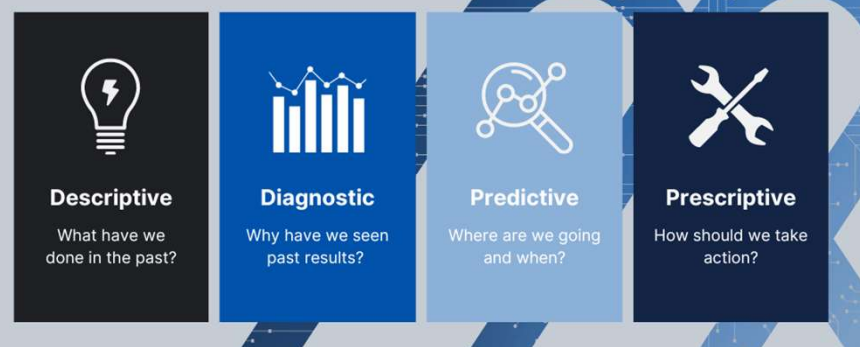 Descriptive
What have we
done in the past?
Diagnostic
Why have we seen
past results?
Predictive
Where are we going
and when?
Prescriptive
How should we take
action?